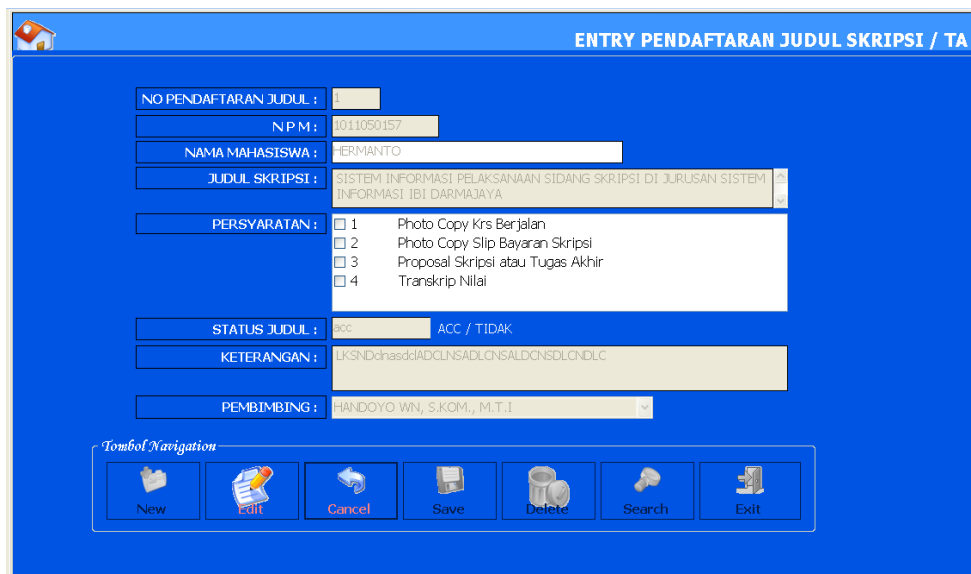 ENTRY PENDAFTARAN JUDUL SKRIPSI / TA
NO PENDAFTARAN JUDUL : 1
N P M : 1011050157
NAMA MAHASISWA : HERMANTO
JUDUL SKRIPSI : SISTEM INFORMASI PELAKSANAAN SIDANG SKRIPSI DI JURUSAN SISTEM
INFORMASI IBI DARMAJAYA
PERSYARATAN : 1 Photo Copy Krs Berjalan
2 Photo Copy Slip Bayaran Skripsi
3 Proposal Skripsi atau Tugas Akhir
4 Transkrip Nilai
STATUS JUDUL : acc ACC / TIDAK
KETERANGAN :
PEMBIMBING : HANDOYO WN, S.KOM., M.T.I
Tombol Navigation
New Edit Cancel Save Delete Search Exit